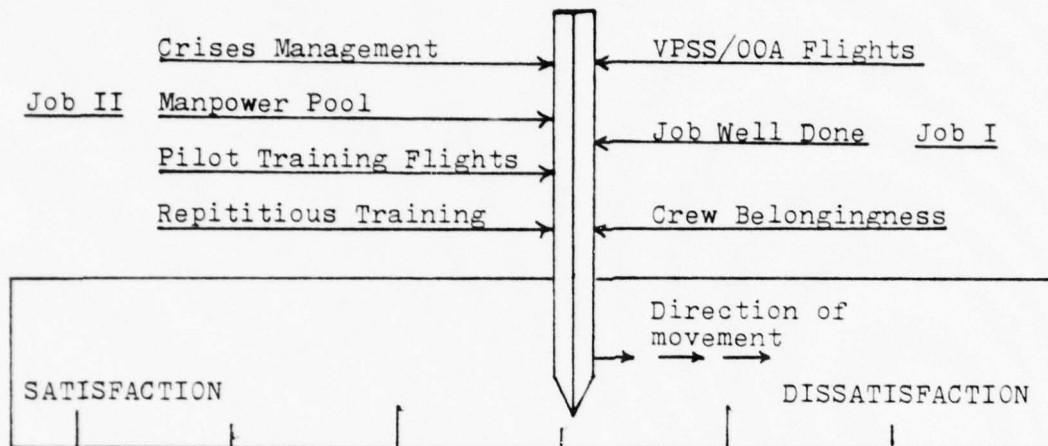 Crises Management VPSS/OOA Flights
Job II Manpower Pool
Job Well Done Job I
Pilot Training Flights
Repititious Training Crew Belongingness
Direction of
movement
SATISFACTION DISSATISFACTION